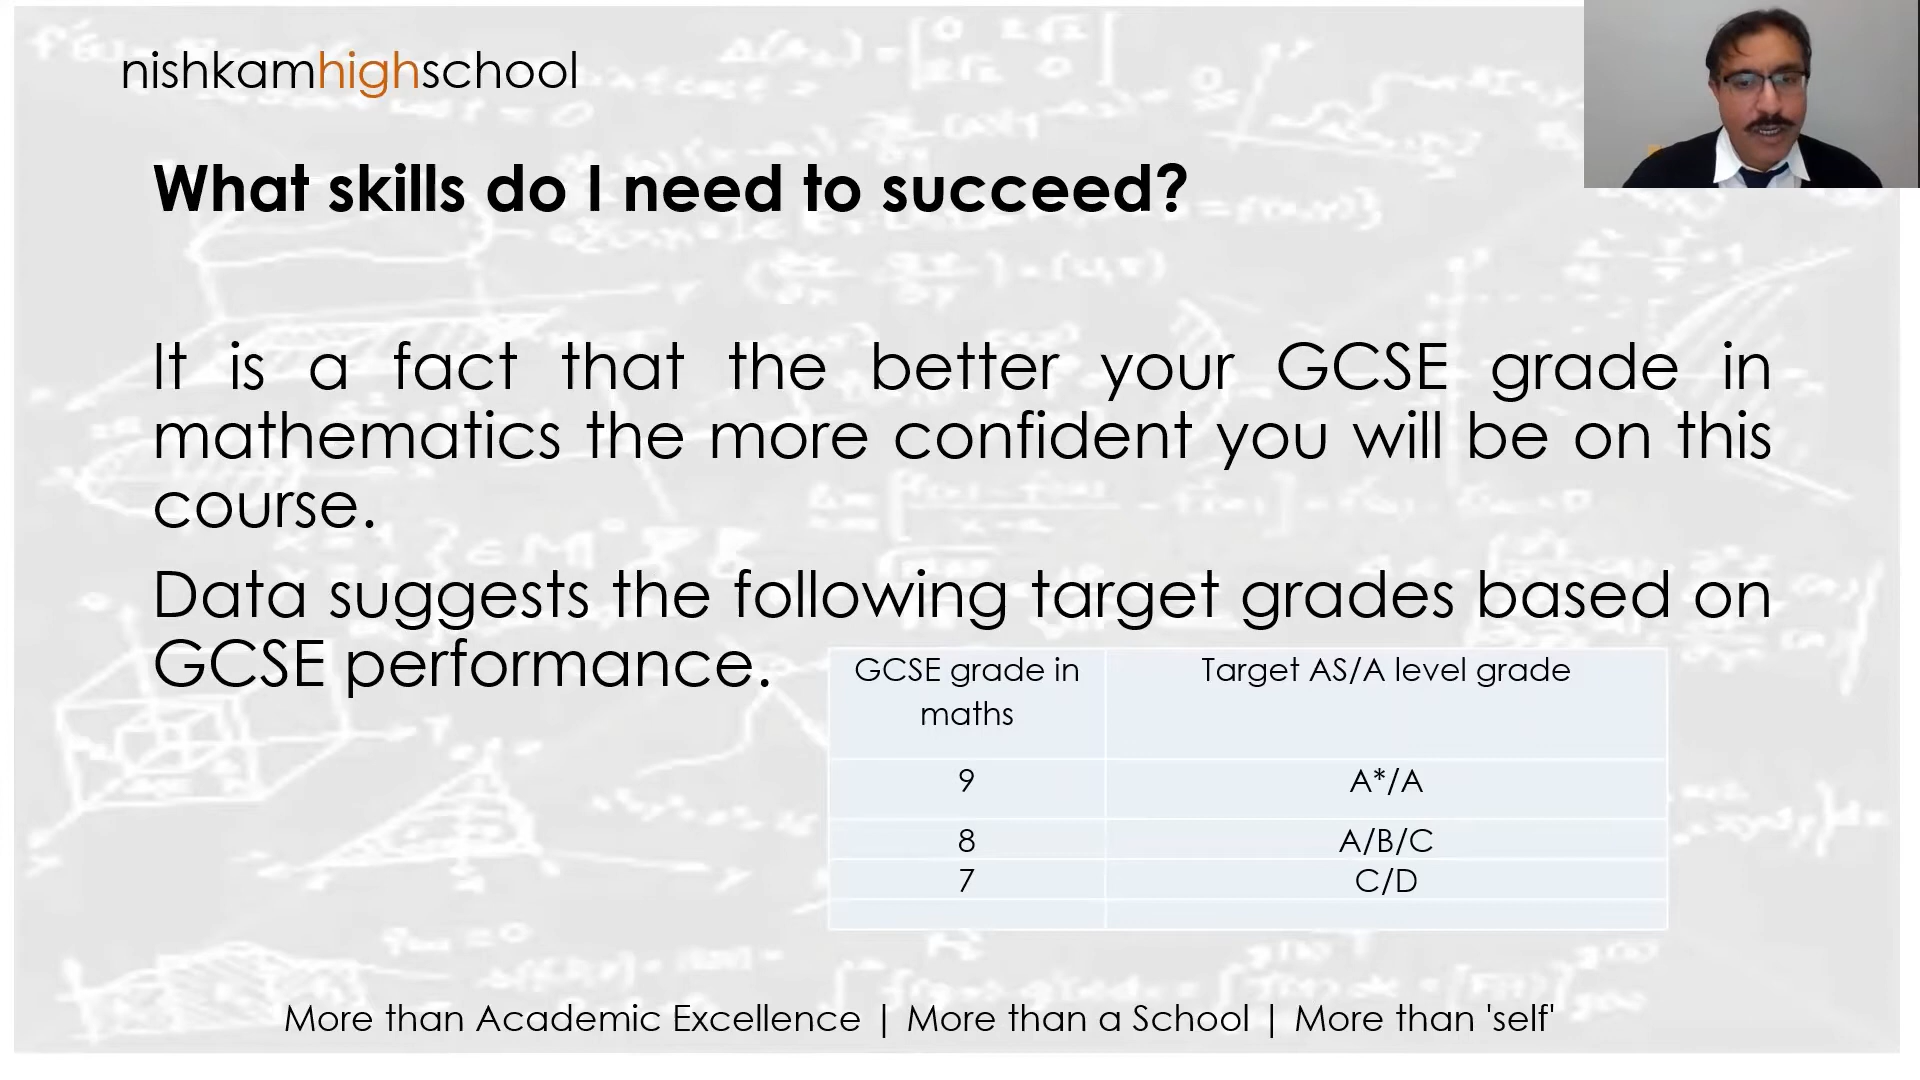 nishkamhighschool
What skills do I need to succeed?
It is a fact that the better your GCSE grade in
mathematics the more confident you will be on this
course.
Data suggests the following target grades based on
GCSE performance.
GCSE grade in maths Target AS/A level grade
9 A*/A
8 A/B/C
7 C/D
More than Academic Excellence | More than a School | More than 'self'